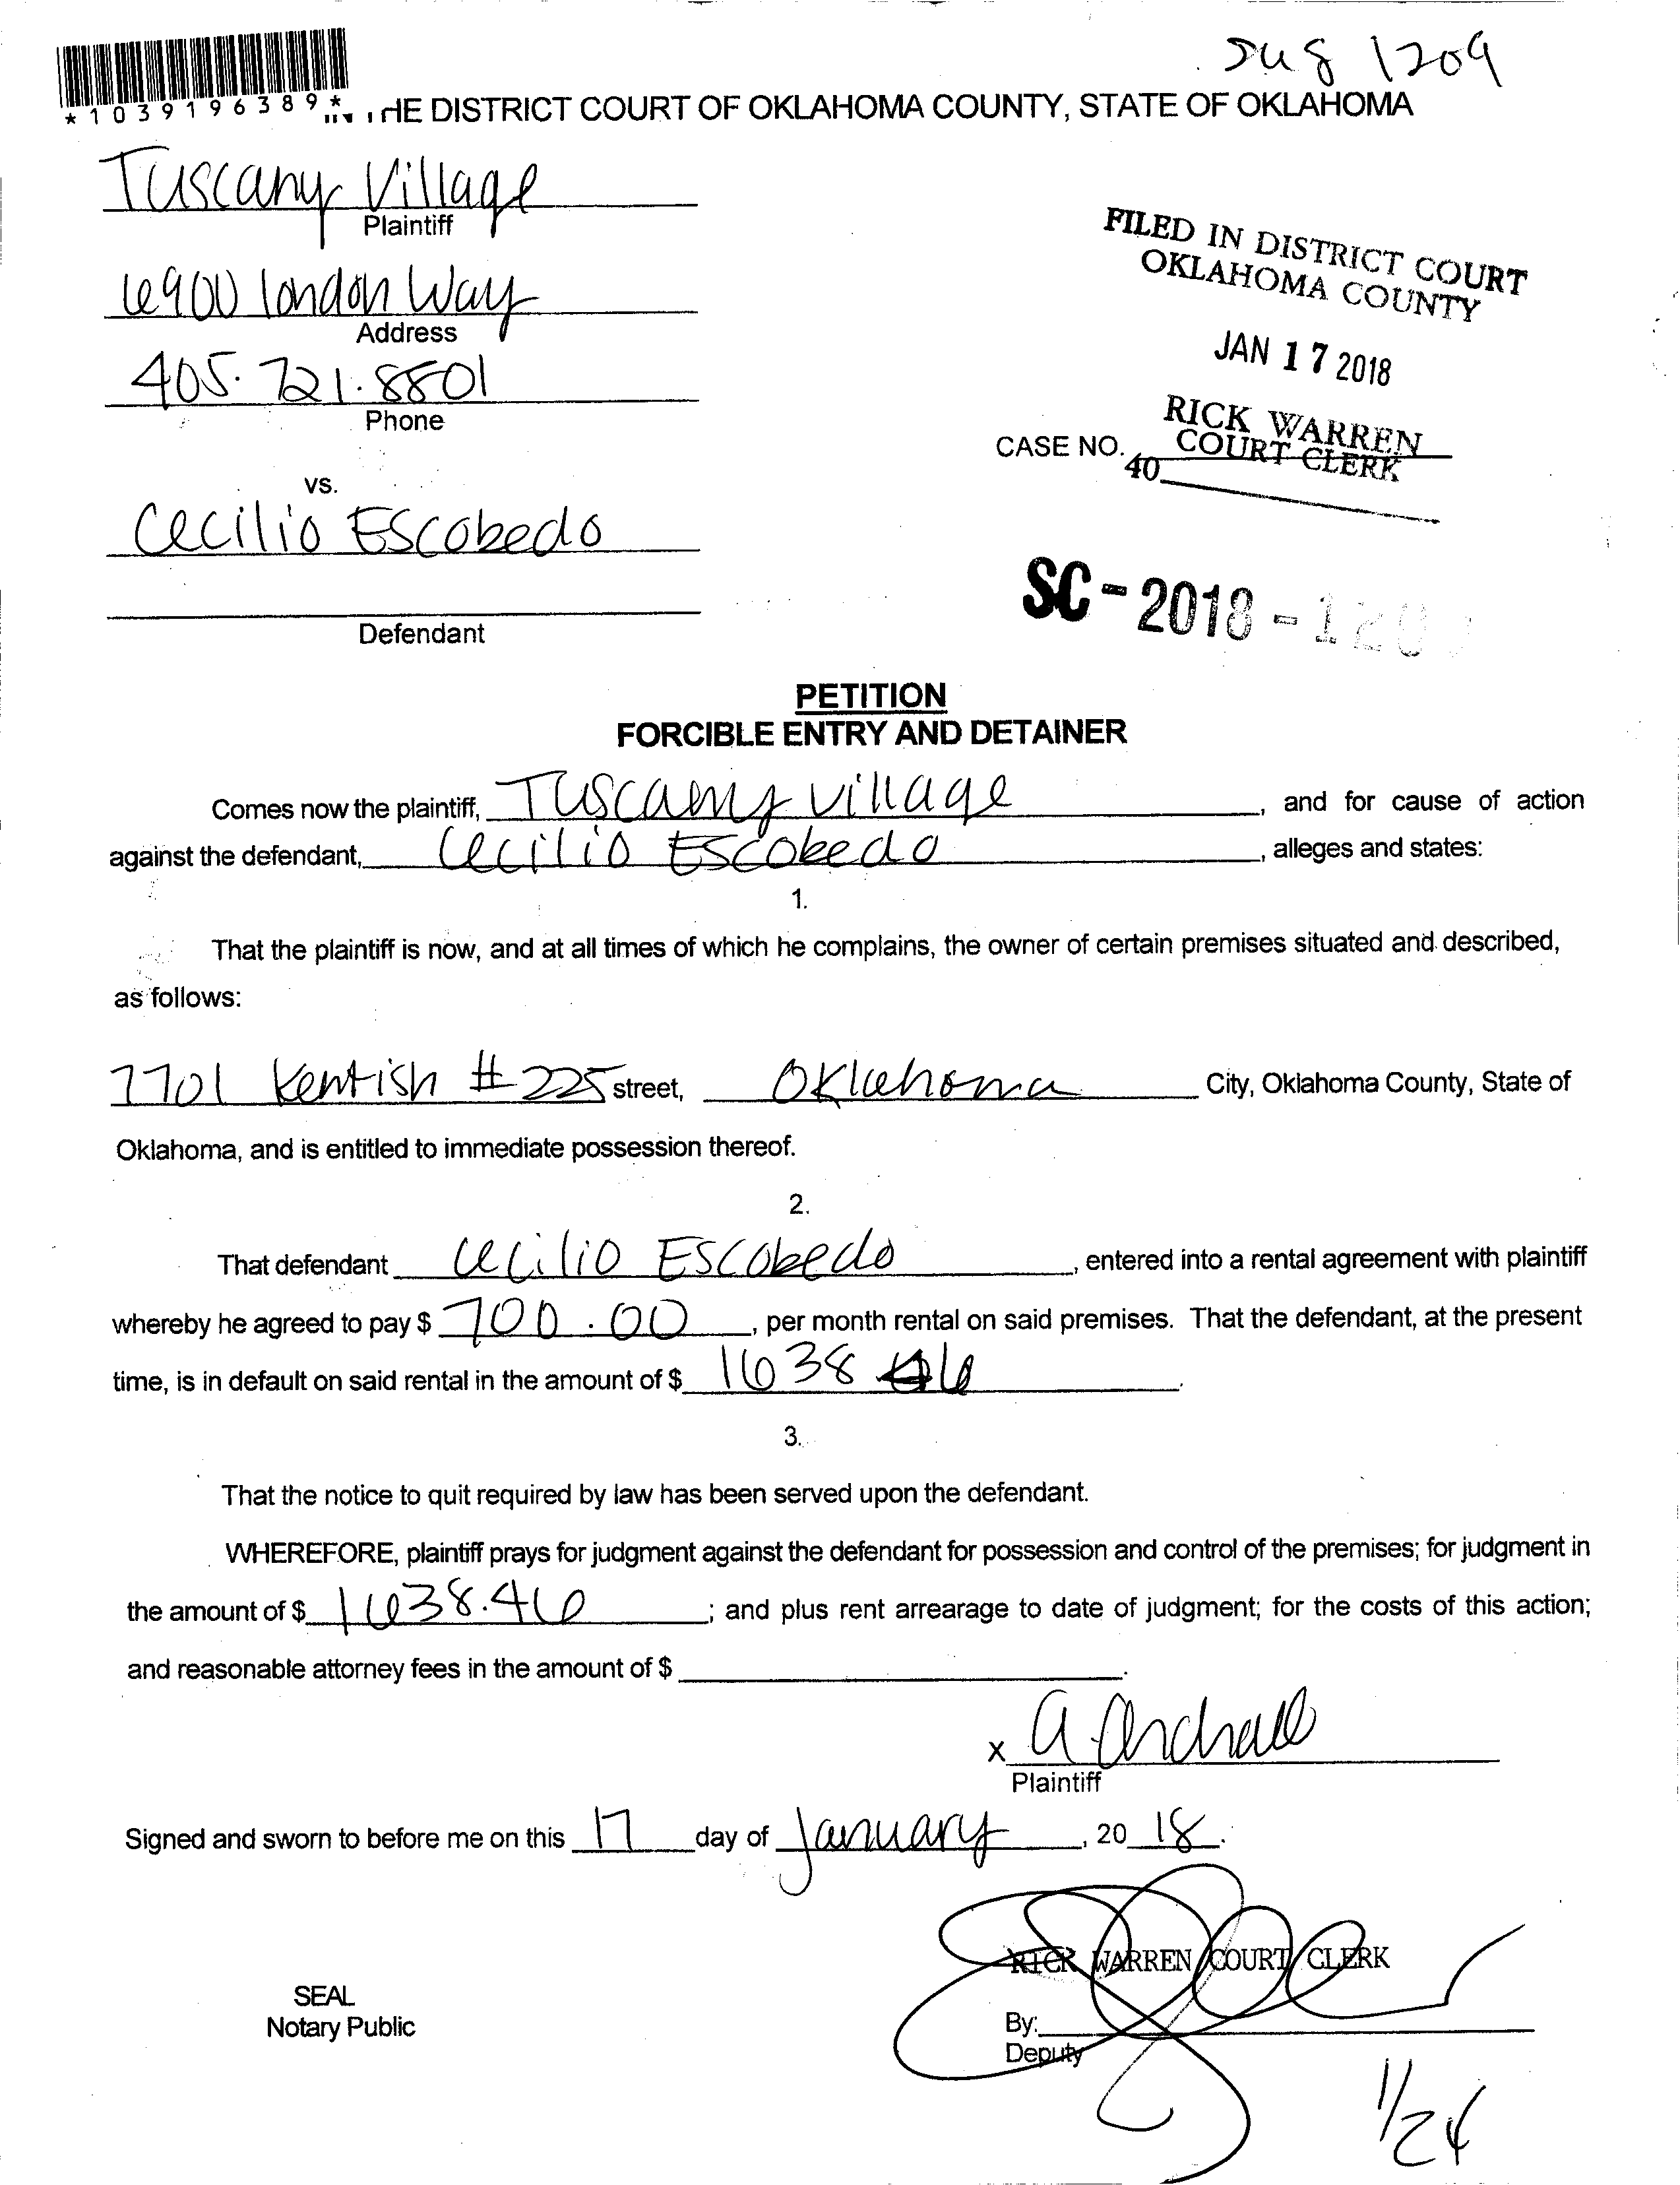 1209
*1039196389*
THE DISTRICT COURT OF OKLAHOMA COUNTY, STATE OF OKLAHOMA
Tuscany Village
Plaintiff
6900 London Way
Address
405.721.8801
Phone
FILED IN DISTRICT COURT
OKLAHOMA COUNTY
JAN 17 2018
RICK WARREN
COURT CLERK
CASE NO.
40
vs.
Cecilio Escobedo
Defendant
SC-2018-120
PETITION
FORCIBLE ENTRY AND DETAINER
Comes now the plaintiff, Tuscany Village, and for cause of action
against the defendant, Cecilio Escobedo, alleges and states:
1.
That the plaintiff is now, and at all times of which he complains, the owner of certain premises situated and described,
as follows:
7701 Kentish # 225 street, Oklahoma City, Oklahoma County, State of
Oklahoma, and is entitled to immediate possession thereof.
2.
That defendant Cecilio Escobedo, entered into a rental agreement with plaintiff
whereby he agreed to pay $ 700.00, per month rental on said premises. That the defendant, at the present
time, is in default on said rental in the amount of $ 1638 46.
3.
That the notice to quit required by law has been served upon the defendant.
WHEREFORE, plaintiff prays for judgment against the defendant for possession and control of the premises; for judgment in
the amount of $ 1638.46; and plus rent arrearage to date of judgment; for the costs of this action;
and reasonable attorney fees in the amount of $.
x
Plaintiff
Signed and sworn to before me on this 17 day of January, 20 18.
RICK WARREN COURT CLERK
SEAL
Notary Public
By:
Deputy
1/24